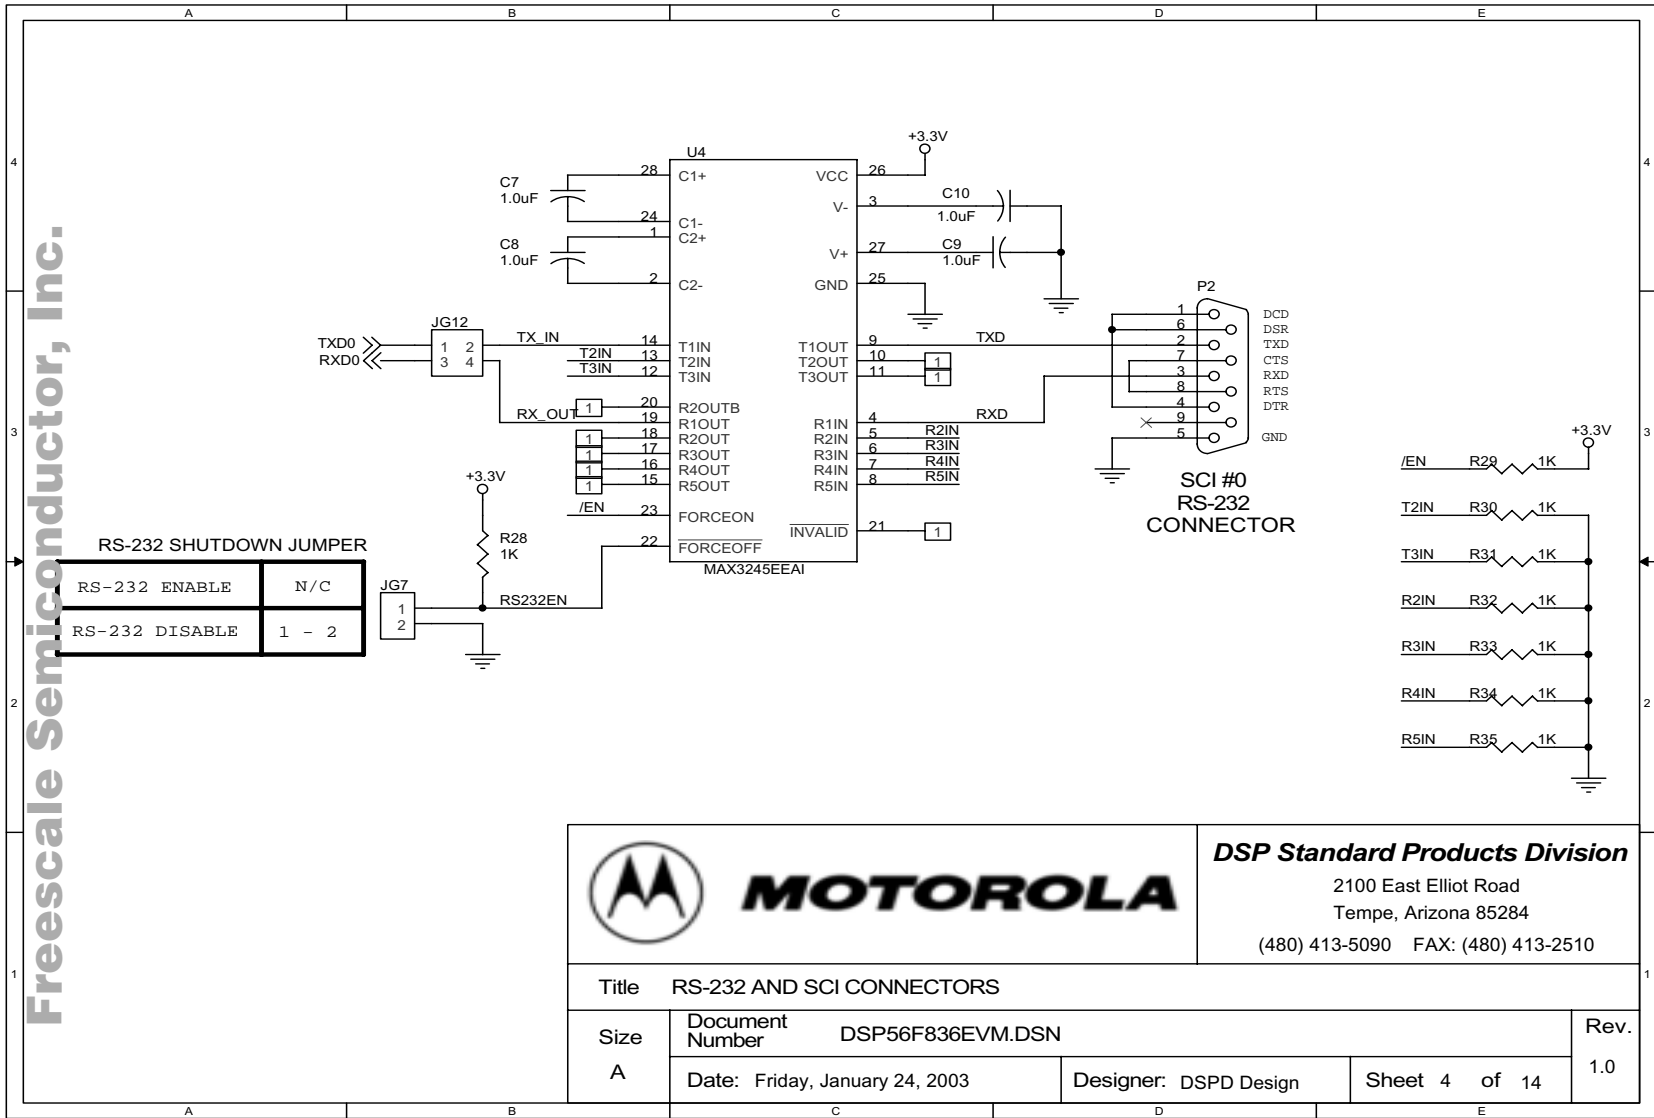 A B C D E
4 4
3 3
2 2
1 1
A B C D E
Freescale Semiconductor, Inc.
+3.3V
U4
C7
1.0uF
C8
1.0uF
28 C1+
24 C1-
1 C2+
2 C2-
VCC 26
V- 3
V+ 27
GND 25
C10
1.0uF
C9
1.0uF
TXD0
RXD0
JG12
1 2
3 4
TX_IN
T2IN
T3IN
RX_OUT
14 T1IN
13 T2IN
12 T3IN
1 20 R2OUTB
19 R1OUT
1 18 R2OUT
1 17 R3OUT
1 16 R4OUT
1 15 R5OUT
/EN 23 FORCEON
22 FORCEOFF
T1OUT 9 TXD
T2OUT 10 1
T3OUT 11 1
R1IN 4 RXD
R2IN 5 R2IN
R3IN 6 R3IN
R4IN 7 R4IN
R5IN 8 R5IN
INVALID 21 1
MAX3245EEAI
P2
1 DCD
6 DSR
2 TXD
7 CTS
3 RXD
8 RTS
4 DTR
9
5 GND
SCI #0
RS-232
CONNECTOR
+3.3V
R28
1K
RS232EN
JG7
1
2
RS-232 SHUTDOWN JUMPER
RS-232 ENABLE N/C
RS-232 DISABLE 1 - 2
+3.3V
/EN R29 1K
T2IN R30 1K
T3IN R31 1K
R2IN R32 1K
R3IN R33 1K
R4IN R34 1K
R5IN R35 1K
MOTOROLA
DSP Standard Products Division
2100 East Elliot Road
Tempe, Arizona 85284
(480) 413-5090 FAX: (480) 413-2510
Title RS-232 AND SCI CONNECTORS
Size
A
Document
Number DSP56F836EVM.DSN
Rev.
1.0
Date: Friday, January 24, 2003
Designer: DSPD Design
Sheet 4 of 14